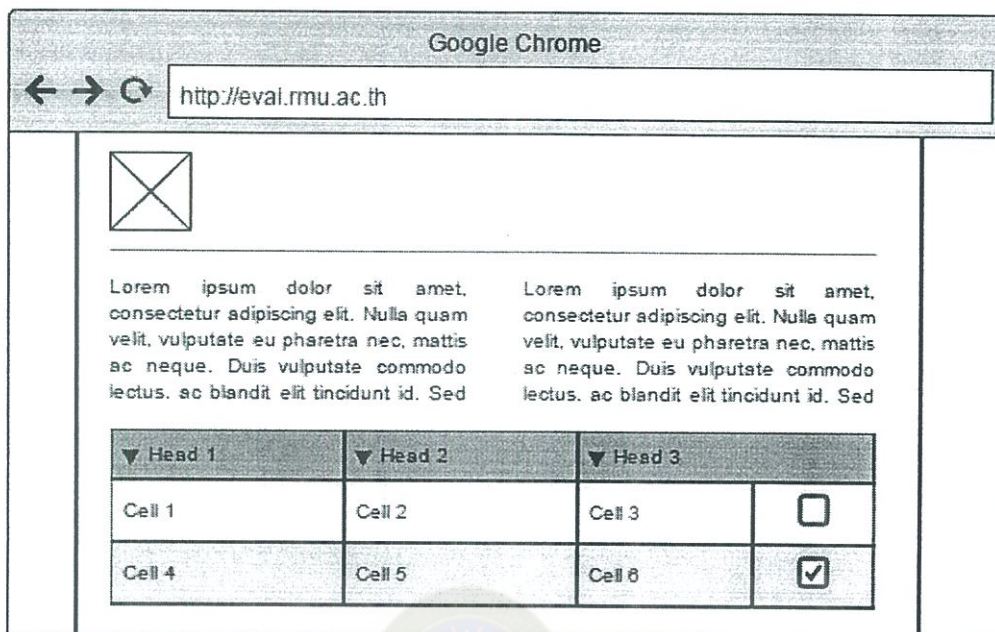 Google Chrome
http://eval.rmu.ac.th
Lorem ipsum dolor sit amet,
consectetur adipiscing elit. Nulla quam
velit, vulputate eu pharetra nec, mattis
ac neque. Duis vulputate commodo
lectus. ac blandit elit tincidunt id. Sed
Lorem ipsum dolor sit amet,
consectetur adipiscing elit. Nulla quam
velit, vulputate eu pharetra nec, mattis
ac neque. Duis vulputate commodo
lectus. ac blandit elit tincidunt id. Sed
Head 1 Head 2 Head 3
Cell 1 Cell 2 Cell 3
Cell 4 Cell 5 Cell 6